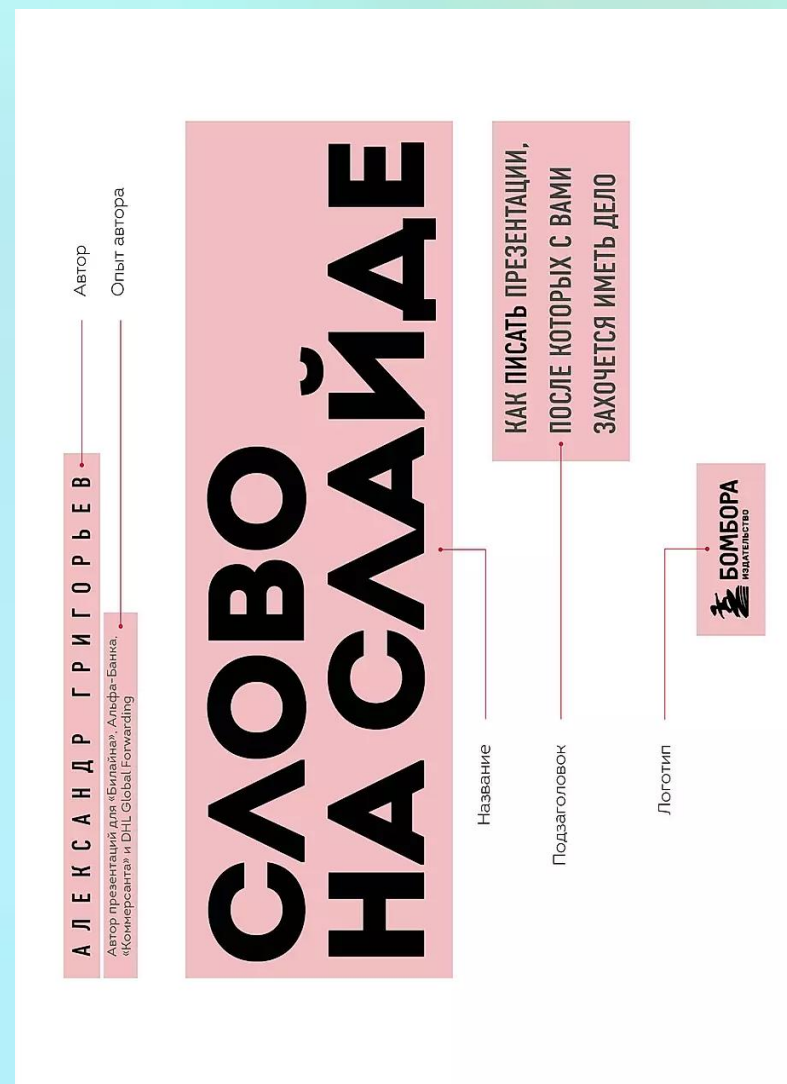 АЛЕКСАНДР ГРИГОРЬЕВ
Автор
Автор презентаций для «Билайна», Альфа-Банка,
«Коммерсанта» и DHL Global Forwarding
Опыт автора
СЛОВО
НА СЛАЙДЕ
Название
КАК ПИСАТЬ ПРЕЗЕНТАЦИИ,
ПОСЛЕ КОТОРЫХ С ВАМИ
ЗАХОЧЕТСЯ ИМЕТЬ ДЕЛО
Подзаголовок
Логотип
БОМБОРА
ИЗДАТЕЛЬСТВО